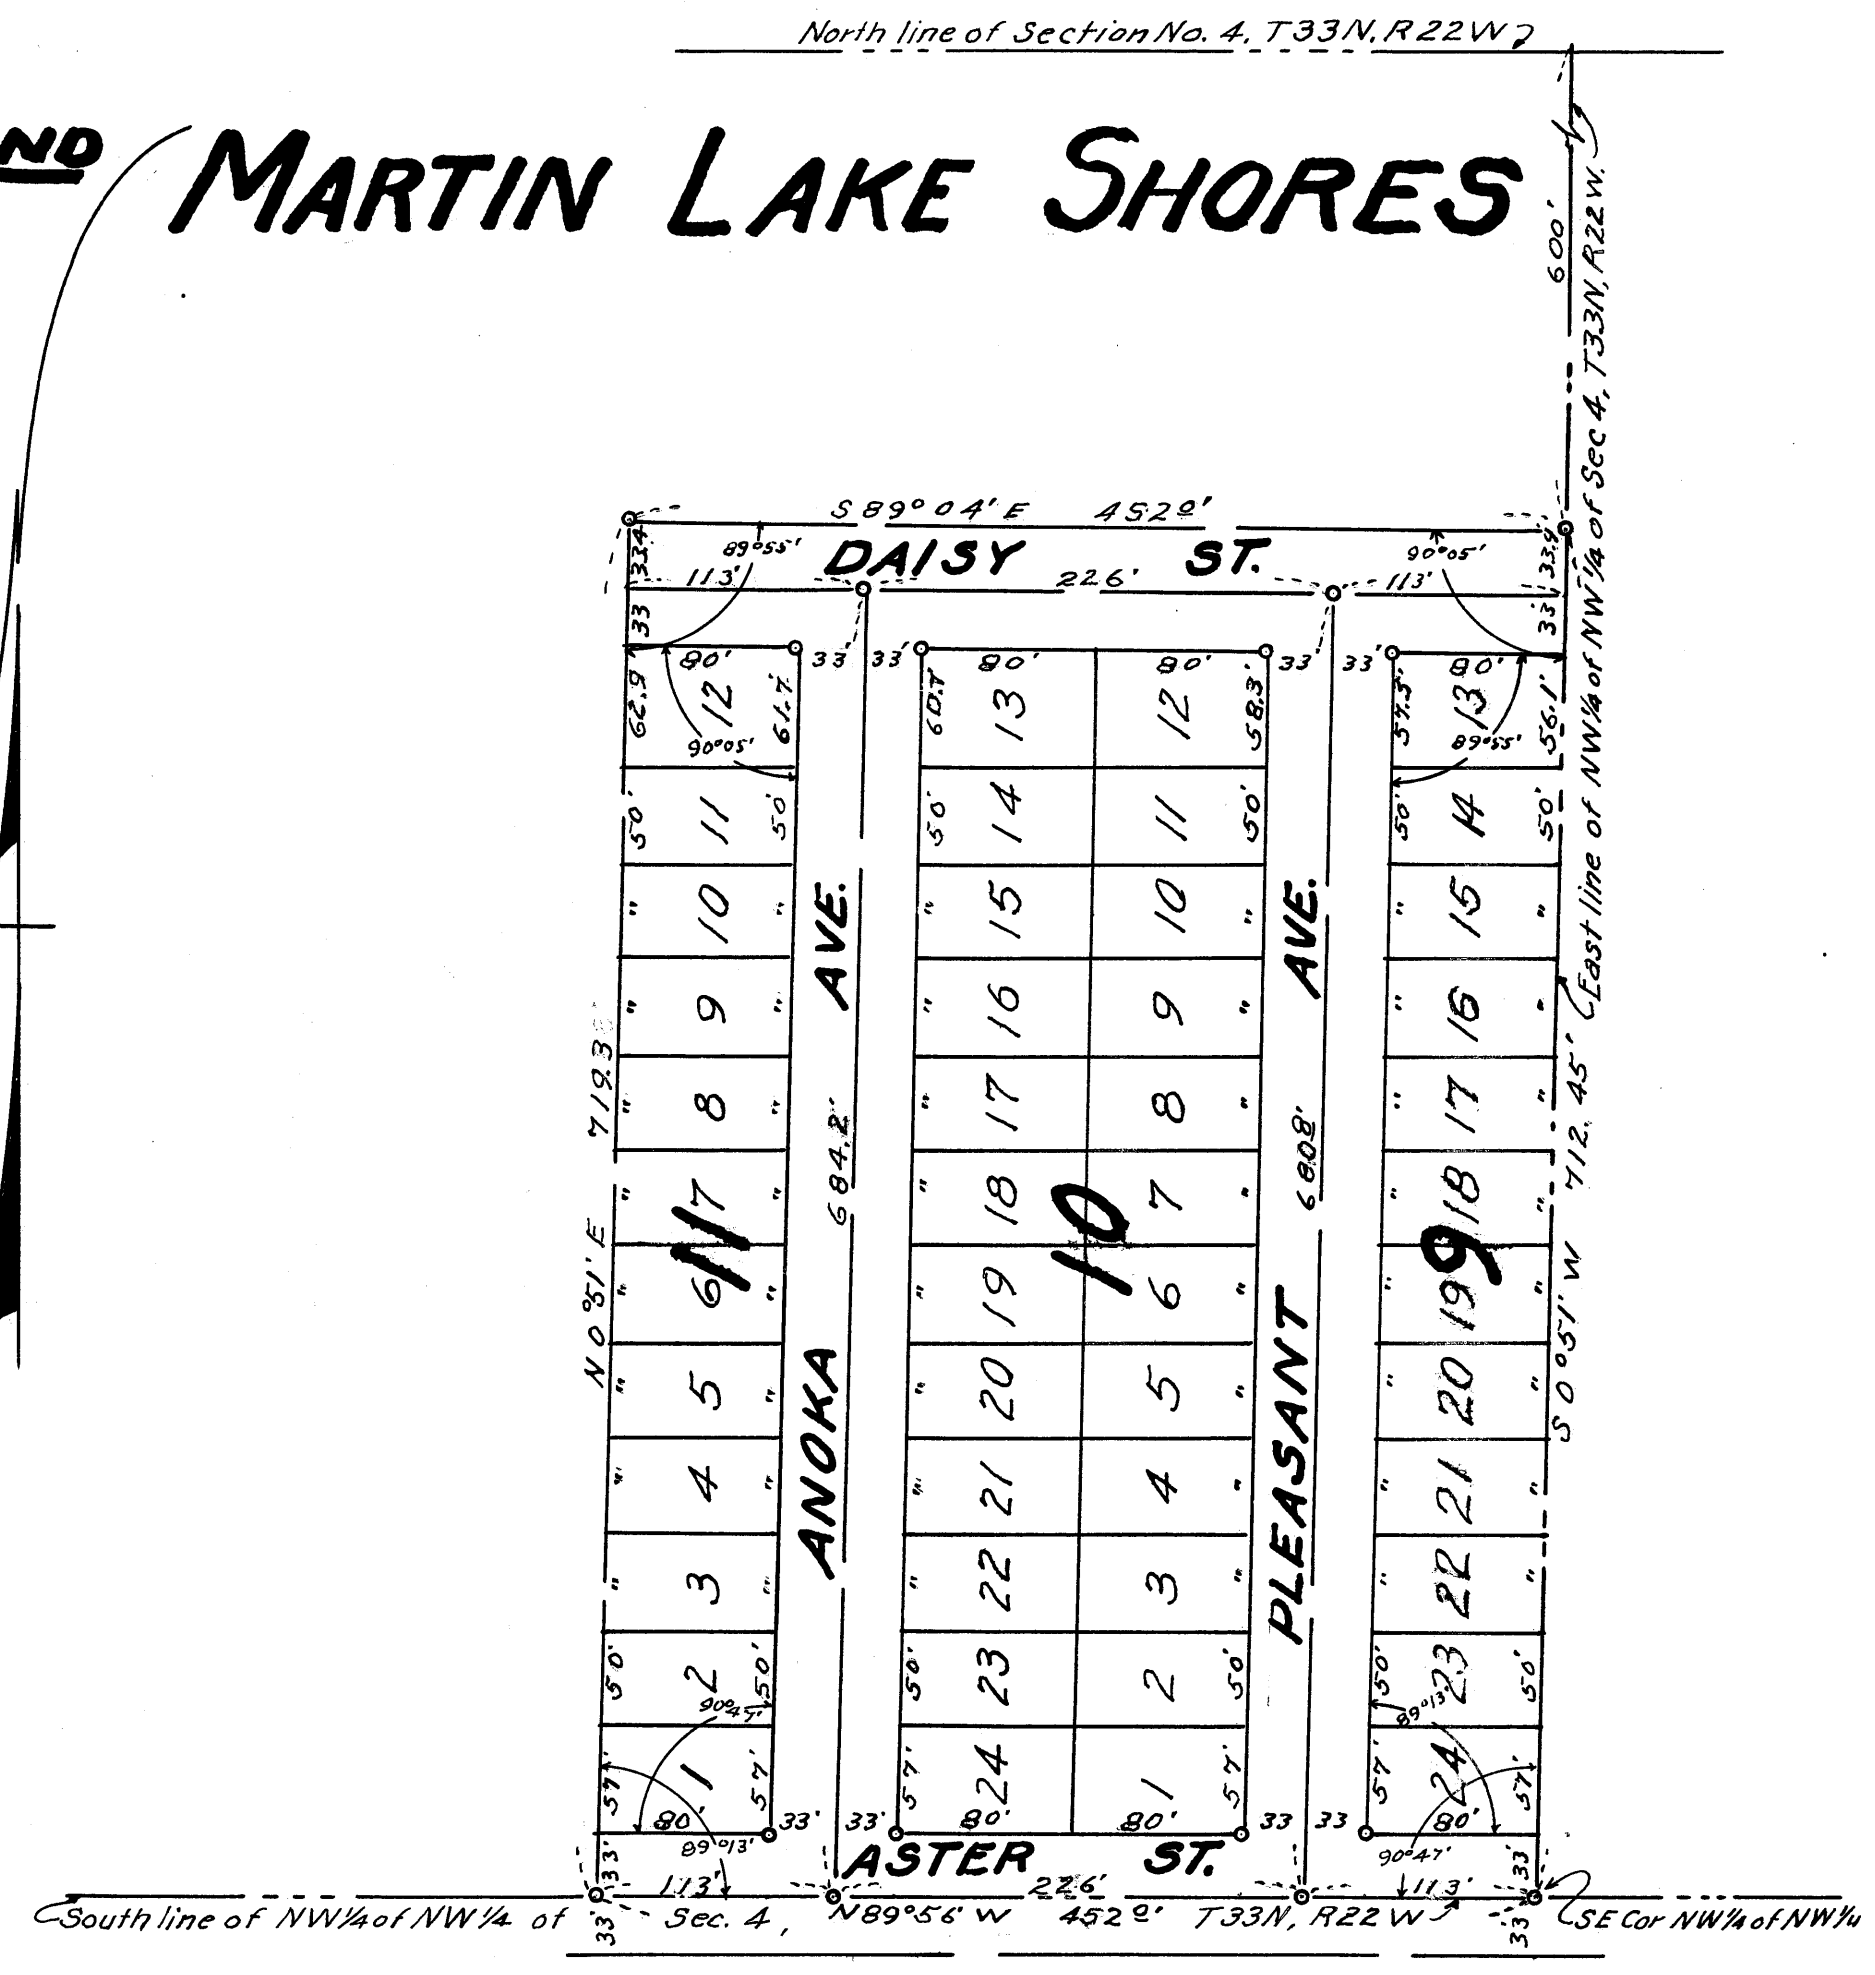 North line of Section No. 4, T33N, R22W
ND MARTIN LAKE SHORES
600'
East line of NW¼ of NW¼ of Sec 4, T33N, R22W.
S 89° 04' E 452 0'
33.4 89°55' DAISY ST. 90°05' 33.4
113' 226' 113'
33 33'
80' 33' 33' 80' 80' 33' 33' 80'
62.9' 12 61.7' 60.7 13 12 58.3' 57.5' 13 56.1'
90°05' 89°55'
50' 11 50' 50' 14 11 50' 50' 14 50'
" 10 " " 15 10 " " 15 "
" 9 " " 16 9 " " 16 "
" 8 " " 17 8 " " 17 "
" 7 " " 18 7 " " 18 "
11 10 9
" 6 " " 19 6 " " 19 "
" 5 " " 20 5 " " 20 "
" 4 " " 21 4 " " 21 "
" 3 " " 22 3 " " 22 "
50' 2 50' 50' 23 2 50' 50' 23 50'
90°47' 89°13'
57' 1 57' 57' 24 1 57' 57' 24 57'
80' 33' 33' 80' 80' 33 33 80'
N 0°51' E 719.3
ANOKA AVE.
684.2'
PLEASANT AVE.
680 8'
S 0°51' W 712.45'
33' 89°13' ASTER ST. 90°47' 33'
113' 226' 113'
South line of NW¼ of NW¼ of Sec. 4, N89°56' W 452 0' T33N, R22W
SE Cor NW¼ of NW¼
33' 33'